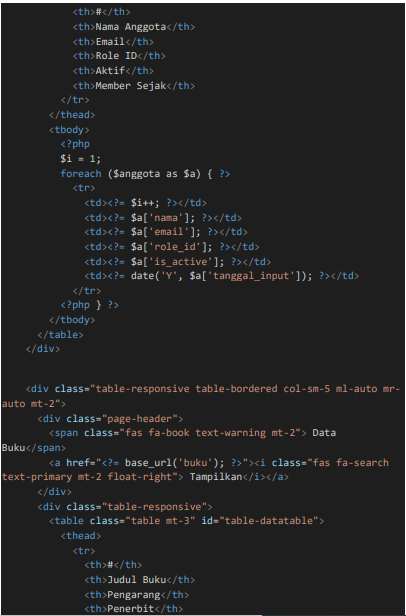 <th>#</th>
<th>Nama Anggota</th>
<th>Email</th>
<th>Role ID</th>
<th>Aktif</th>
<th>Member Sejak</th>
</tr>
</thead>
<tbody>
<?php
$i = 1;
foreach ($anggota as $a) { ?>
<tr>
<td><?= $i++; ?></td>
<td><?= $a['nama']; ?></td>
<td><?= $a['email']; ?></td>
<td><?= $a['role_id']; ?></td>
<td><?= $a['is_active']; ?></td>
<td><?= date('Y', $a['tanggal_input']); ?></td>
</tr>
<?php } ?>
</tbody>
</table>
</div>
<div class="table-responsive table-bordered col-sm-5 ml-auto mr-
auto mt-2">
<div class="page-header">
<span class="fas fa-book text-warning mt-2"> Data
Buku</span>
<a href="<?= base_url('buku'); ?>"><i class="fas fa-search
text-primary mt-2 float-right"> Tampilkan</i></a>
</div>
<div class="table-responsive">
<table class="table mt-3" id="table-datatable">
<thead>
<tr>
<th>#</th>
<th>Judul Buku</th>
<th>Pengarang</th>
<th>Penerbit</th>